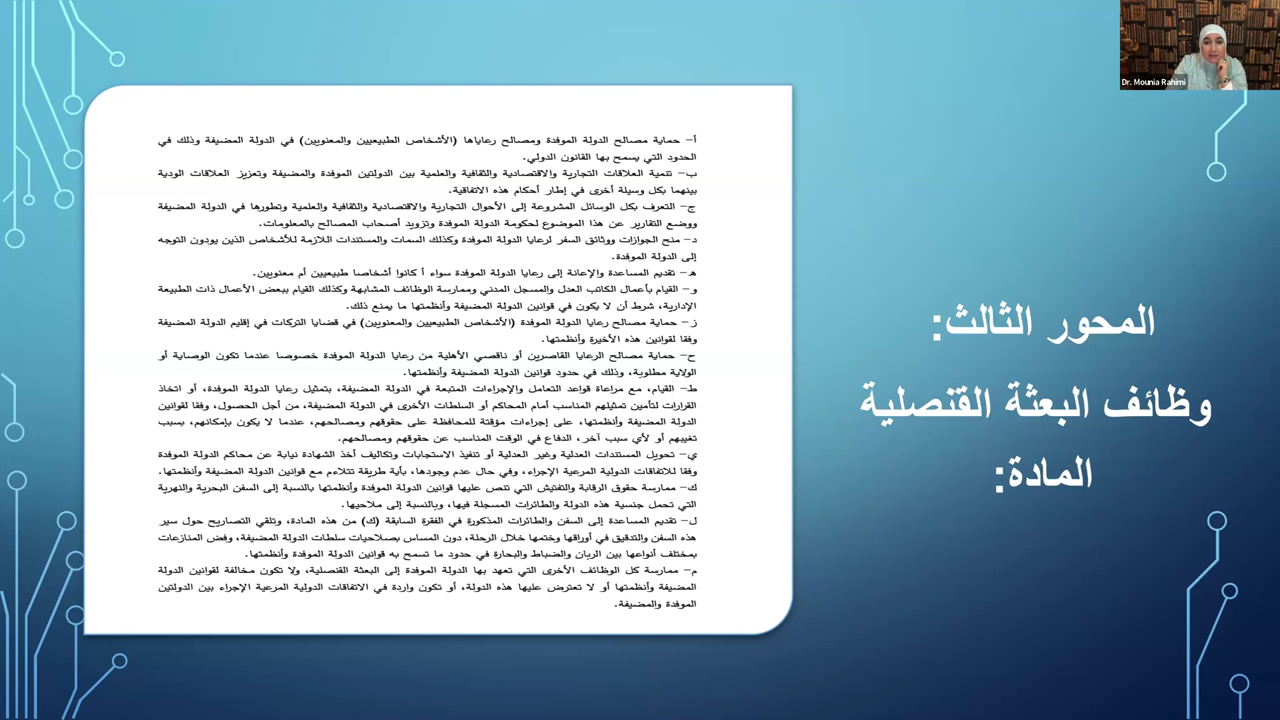 Dr. Mounia Rahimi
المحور الثالث:
وظائف البعثة القنصلية
المادة:
أ– حماية مصالح الدولة الموفدة ومصالح رعاياها (الأشخاص الطبيعيين والمعنويين) في الدولة المضيفة وذلك في
الحدود التي يسمح بها القانون الدولي.
ب– تنمية العلاقات التجارية والاقتصادية والثقافية والعلمية بين الدولتين الموفدة والمضيفة وتعزيز العلاقات الودية
بينهما بكل وسيلة أخرى في إطار أحكام هذه الاتفاقية.
ج– التعرف بكل الوسائل المشروعة إلى الأحوال التجارية والاقتصادية والثقافية والعلمية وتطورها في الدولة المضيفة
ووضع التقارير عن هذا الموضوع لحكومة الدولة الموفدة وتزويد أصحاب المصالح بالمعلومات.
د– منح الجوازات ووثائق السفر لرعايا الدولة الموفدة وكذلك السمات والمستندات اللازمة للأشخاص الذين يودون التوجه
إلى الدولة الموفدة.
هـ– تقديم المساعدة والإعانة إلى رعايا الدولة الموفدة سواء أ كانوا أشخاصا طبيعيين أم معنويين.
و– القيام بأعمال الكاتب العدل والمسجل المدني وممارسة الوظائف المشابهة وكذلك القيام ببعض الأعمال ذات الطبيعة
الإدارية، شرط أن لا يكون في قوانين الدولة المضيفة وأنظمتها ما يمنع ذلك.
ز– حماية مصالح رعايا الدولة الموفدة (الأشخاص الطبيعيين والمعنويين) في قضايا التركات في إقليم الدولة المضيفة
وفقا لقوانين هذه الأخيرة وأنظمتها.
ح– حماية مصالح الرعايا القاصرين أو ناقصي الأهلية من رعايا الدولة الموفدة خصوصا عندما تكون الوصاية أو
الولاية مطلوبة، وذلك في حدود قوانين الدولة المضيفة وأنظمتها.
ط– القيام، مع مراعاة قواعد التعامل والإجراءات المتبعة في الدولة المضيفة، بتمثيل رعايا الدولة الموفدة، أو اتخاذ
القرارات لتأمين تمثيلهم المناسب أمام المحاكم أو السلطات الأخرى في الدولة المضيفة، من أجل الحصول، وفقا لقوانين
الدولة المضيفة وأنظمتها، على إجراءات مؤقتة للمحافظة على حقوقهم ومصالحهم، عندما لا يكون بإمكانهم، بسبب
تغيبهم أو لأي سبب آخر، الدفاع في الوقت المناسب عن حقوقهم ومصالحهم.
ي– تحويل المستندات العدلية وغير العدلية أو تنفيذ الاستجابات وتكاليف أخذ الشهادة نيابة عن محاكم الدولة الموفدة
وفقا للاتفاقات الدولية المرعية الإجراء، وفي حال عدم وجودها، بأية طريقة تتلاءم مع قوانين الدولة المضيفة وأنظمتها.
ك– ممارسة حقوق الرقابة والتفتيش التي تنص عليها قوانين الدولة الموفدة وأنظمتها بالنسبة إلى السفن البحرية والنهرية
التي تحمل جنسية هذه الدولة والطائرات المسجلة فيها، وبالنسبة إلى ملاحيها.
ل– تقديم المساعدة إلى السفن والطائرات المذكورة في الفقرة السابقة (ك) من هذه المادة، وتلقي التصاريح حول سير
هذه السفن والتدقيق في أوراقها وختمها خلال الرحلة، دون المساس بصلاحيات سلطات الدولة المضيفة، وفض المنازعات
بمختلف أنواعها بين الربان والضباط والبحارة في حدود ما تسمح به قوانين الدولة الموفدة وأنظمتها.
م– ممارسة كل الوظائف الأخرى التي تعهد بها الدولة الموفدة إلى البعثة القنصلية، ولا تكون مخالفة لقوانين الدولة
المضيفة وأنظمتها أو لا تعترض عليها هذه الدولة، أو تكون واردة في الاتفاقات الدولية المرعية الإجراء بين الدولتين
الموفدة والمضيفة.